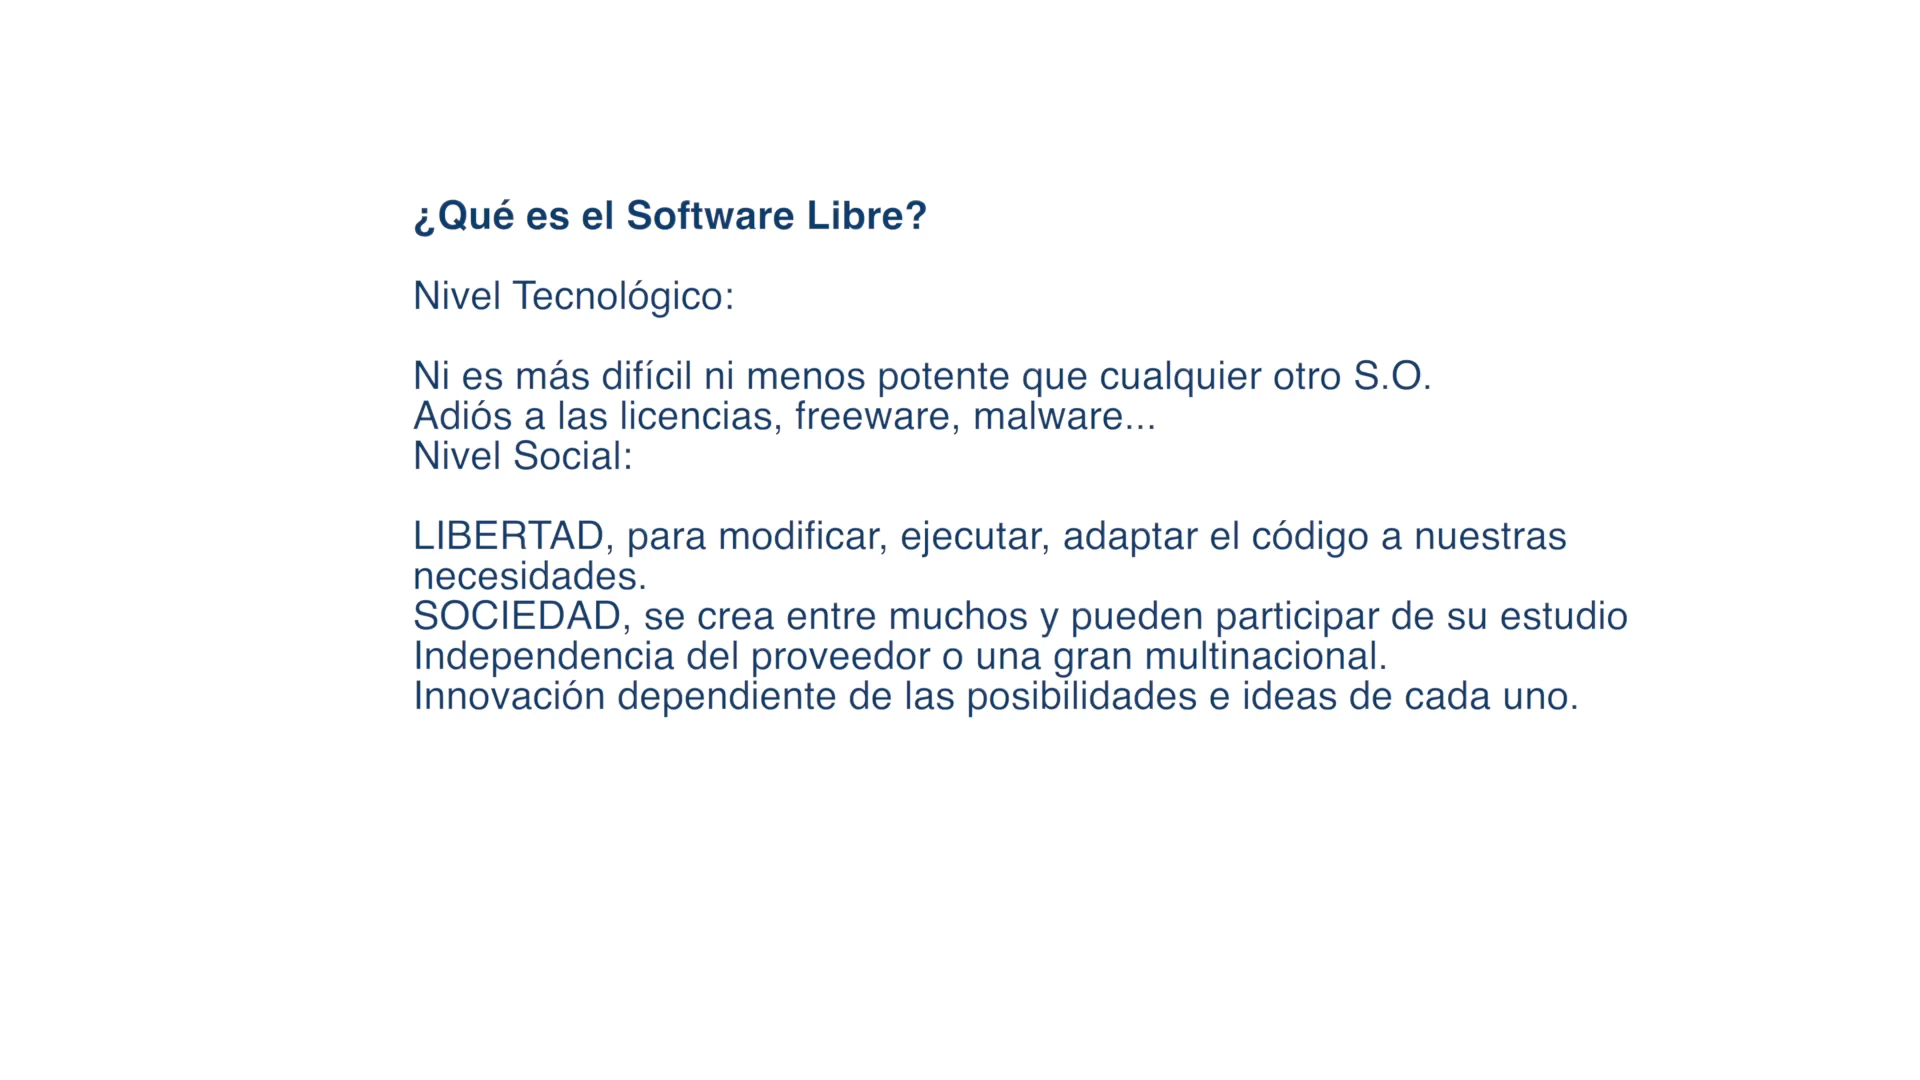 ¿Qué es el Software Libre?
Nivel Tecnológico:
Ni es más difícil ni menos potente que cualquier otro S.O.
Adiós a las licencias, freeware, malware...
Nivel Social:
LIBERTAD, para modificar, ejecutar, adaptar el código a nuestras
necesidades.
SOCIEDAD, se crea entre muchos y pueden participar de su estudio
Independencia del proveedor o una gran multinacional.
Innovación dependiente de las posibilidades e ideas de cada uno.